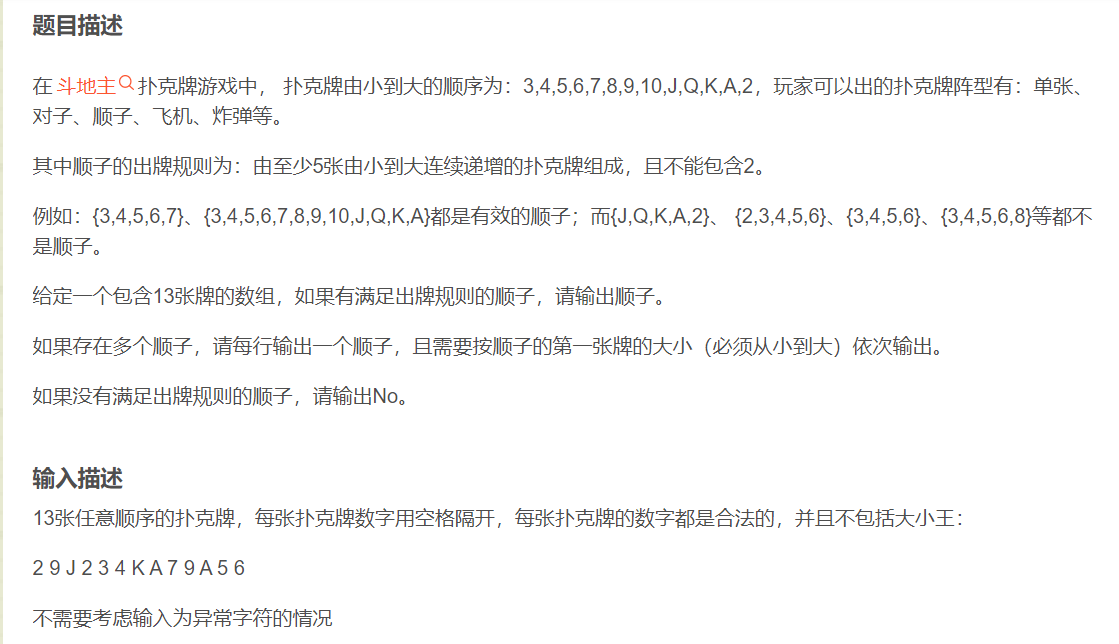 题目描述
在 斗地主 扑克牌游戏中， 扑克牌由小到大的顺序为：3,4,5,6,7,8,9,10,J,Q,K,A,2，玩家可以出的扑克牌阵型有：单张、
对子、顺子、飞机、炸弹等。
其中顺子的出牌规则为：由至少5张由小到大连续递增的扑克牌组成，且不能包含2。
例如：{3,4,5,6,7}、{3,4,5,6,7,8,9,10,J,Q,K,A}都是有效的顺子；而{J,Q,K,A,2}、 {2,3,4,5,6}、{3,4,5,6}、{3,4,5,6,8}等都不
是顺子。
给定一个包含13张牌的数组，如果有满足出牌规则的顺子，请输出顺子。
如果存在多个顺子，请每行输出一个顺子，且需要按顺子的第一张牌的大小（必须从小到大）依次输出。
如果没有满足出牌规则的顺子，请输出No。
输入描述
13张任意顺序的扑克牌，每张扑克牌数字用空格隔开，每张扑克牌的数字都是合法的，并且不包括大小王：
2 9 J 2 3 4 K A 7 9 A 5 6
不需要考虑输入为异常字符的情况